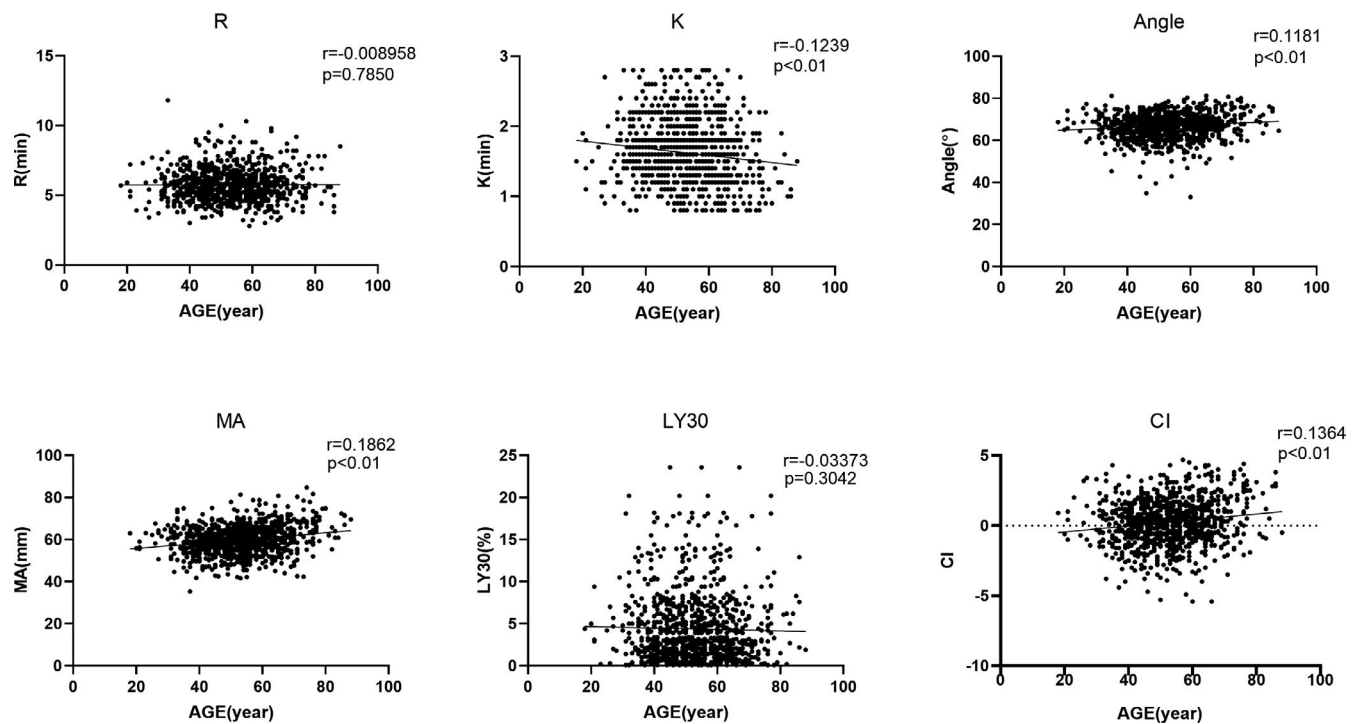 R
r=-0.008958
p=0.7850
15
10
5
0
R(min)
0 20 40 60 80 100
AGE(year)
K
r=-0.1239
p<0.01
3
2
1
0
K(min)
0 20 40 60 80 100
AGE(year)
Angle
r=0.1181
p<0.01
100
80
60
40
20
0
Angle(°)
0 20 40 60 80 100
AGE(year)
MA
r=0.1862
p<0.01
100
80
60
40
20
0
MA(mm)
0 20 40 60 80 100
AGE(year)
LY30
r=-0.03373
p=0.3042
25
20
15
10
5
0
LY30(%)
0 20 40 60 80 100
AGE(year)
CI
r=0.1364
p<0.01
5
0
-5
-10
CI
20 40 60 80 100
AGE(year)